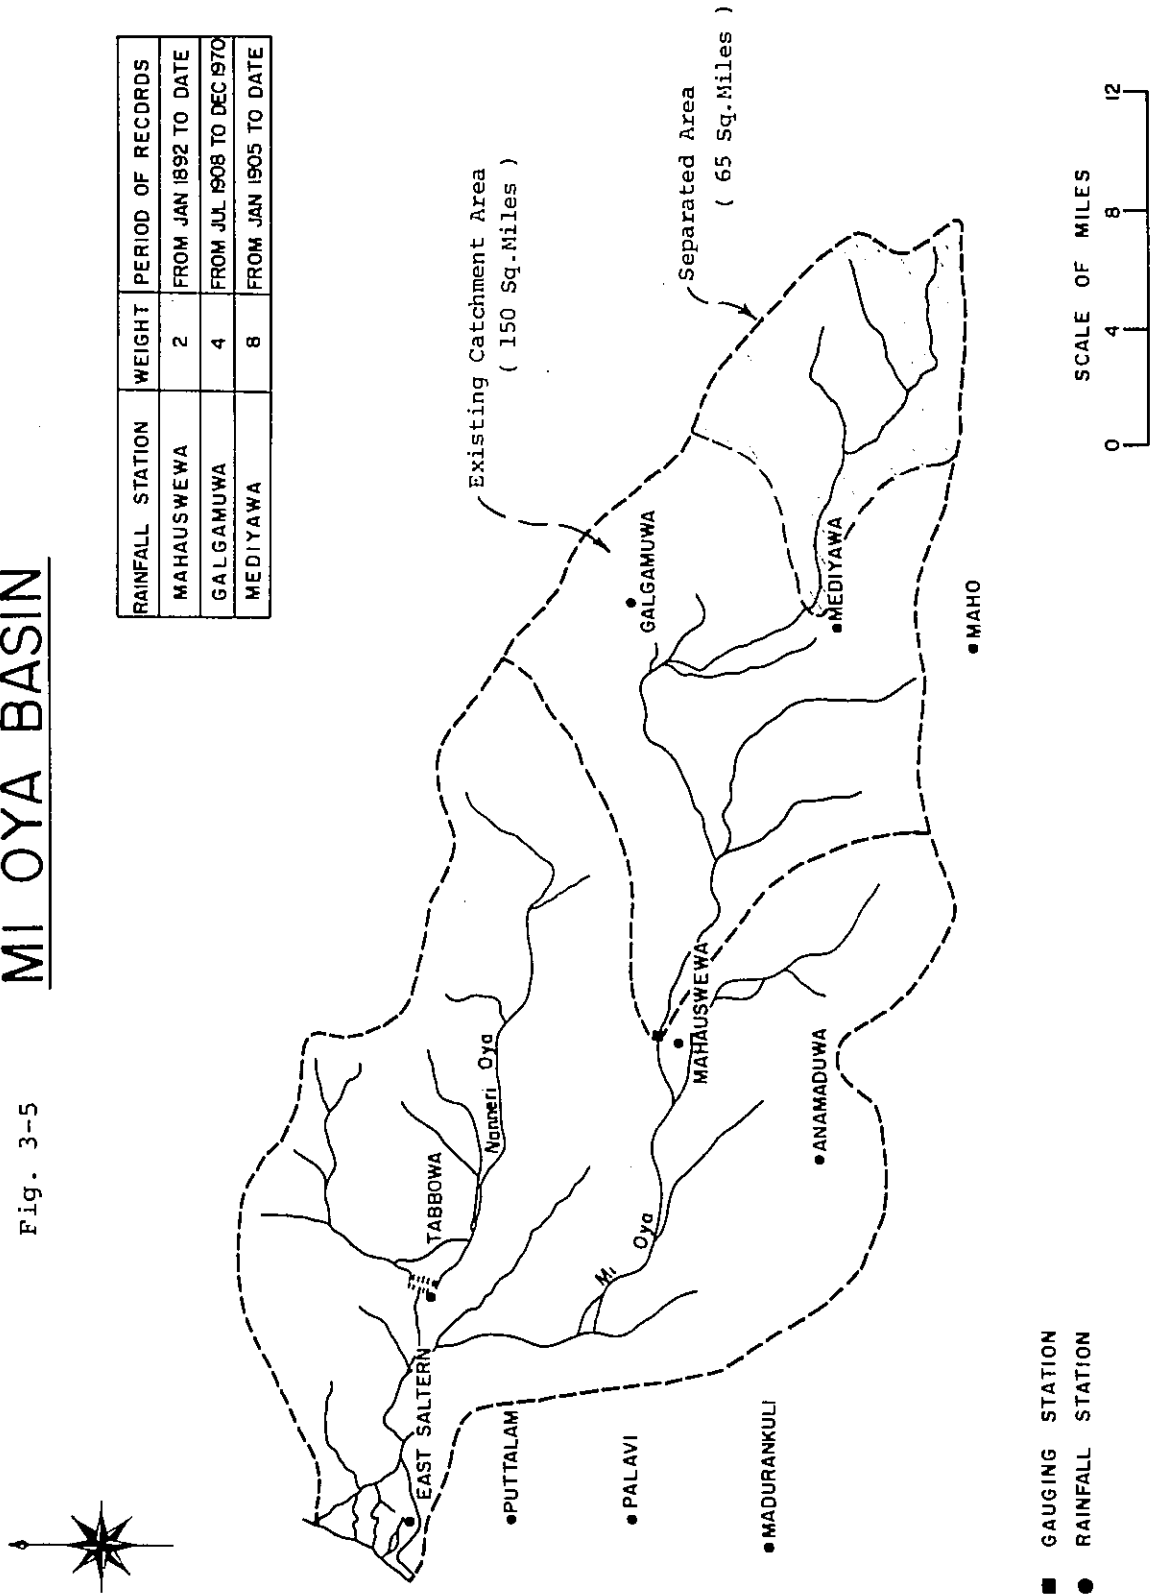 Fig. 3-5
MI OYA BASIN
RAINFALL STATION WEIGHT PERIOD OF RECORDS
MAHAUSWEWA 2 FROM JAN 1892 TO DATE
GALGAMUWA 4 FROM JUL 1908 TO DEC 1970
MEDIYAWA 8 FROM JAN 1905 TO DATE
Existing Catchment Area
( 150 Sq.Miles )
Separated Area
( 65 Sq.Miles )
TABBOWA
Nanneri Oya
EAST SALTERN
GALGAMUWA
PUTTALAM
PALAVI
Mi Oya
MAHAUSWEWA
MEDIYAWA
MADURANKULI
ANAMADUWA
MAHO
GAUGING STATION
RAINFALL STATION
SCALE OF MILES
0 4 8 12